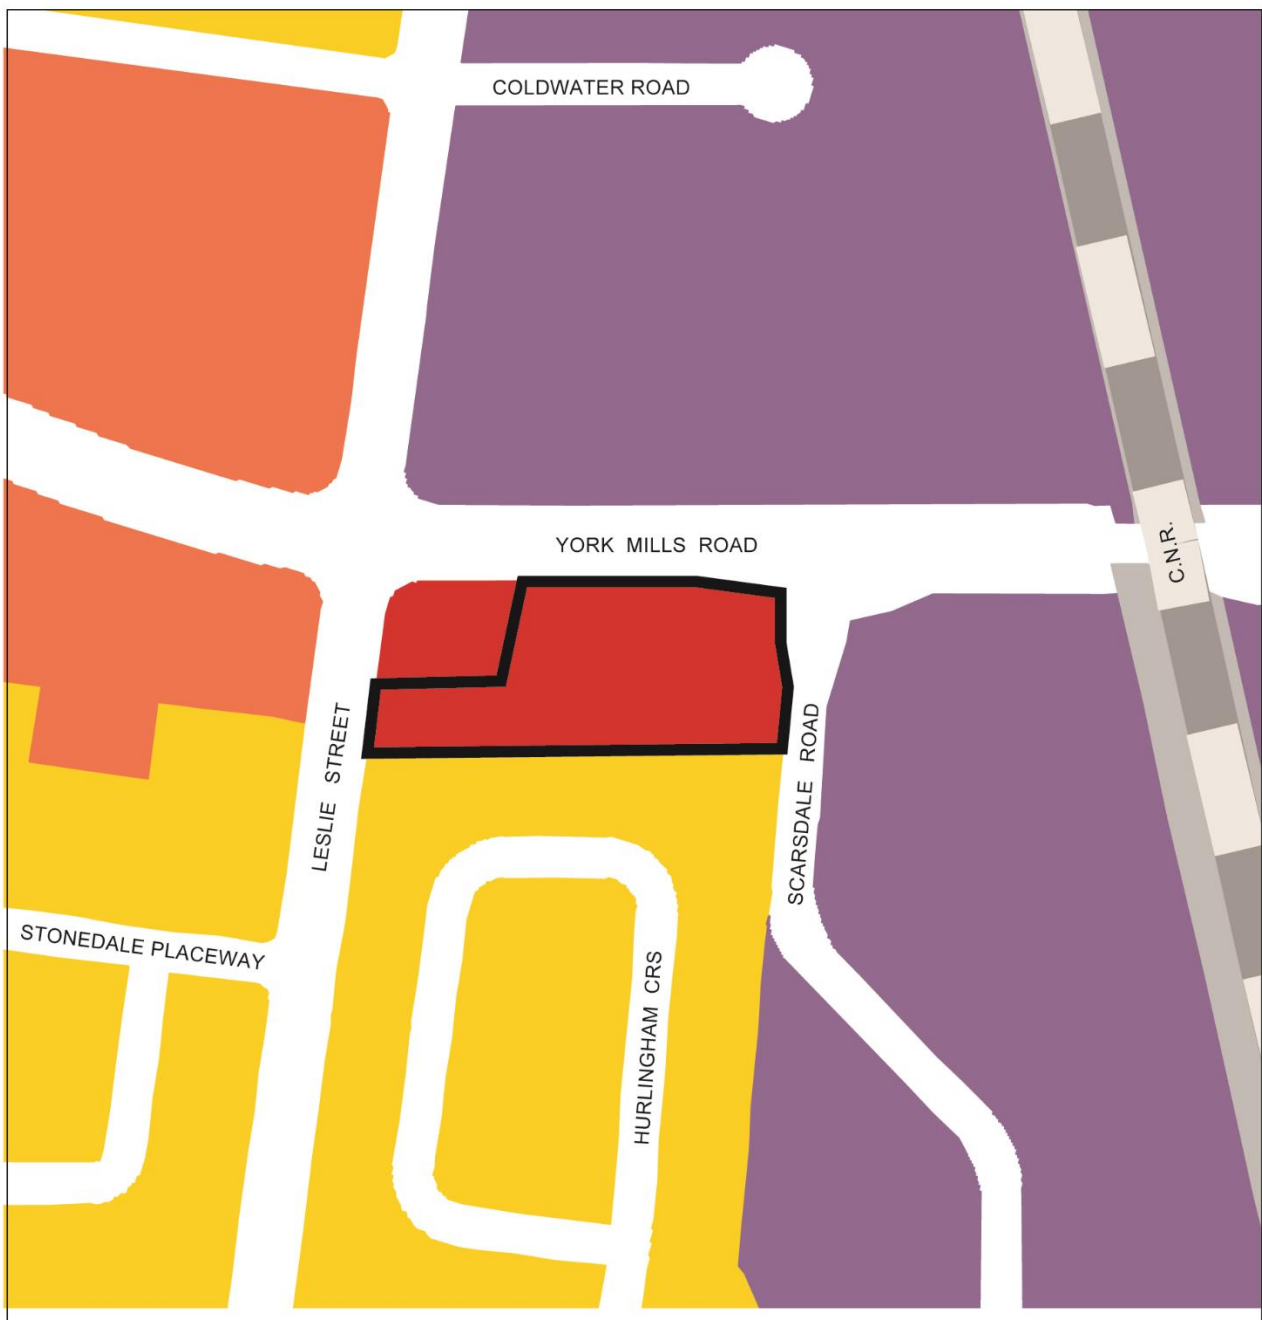 COLDWATER ROAD
YORK MILLS ROAD
C.N.R.
LESLIE STREET
SCARSDALE ROAD
STONEDALE PLACEWAY
HURLINGHAM CRS